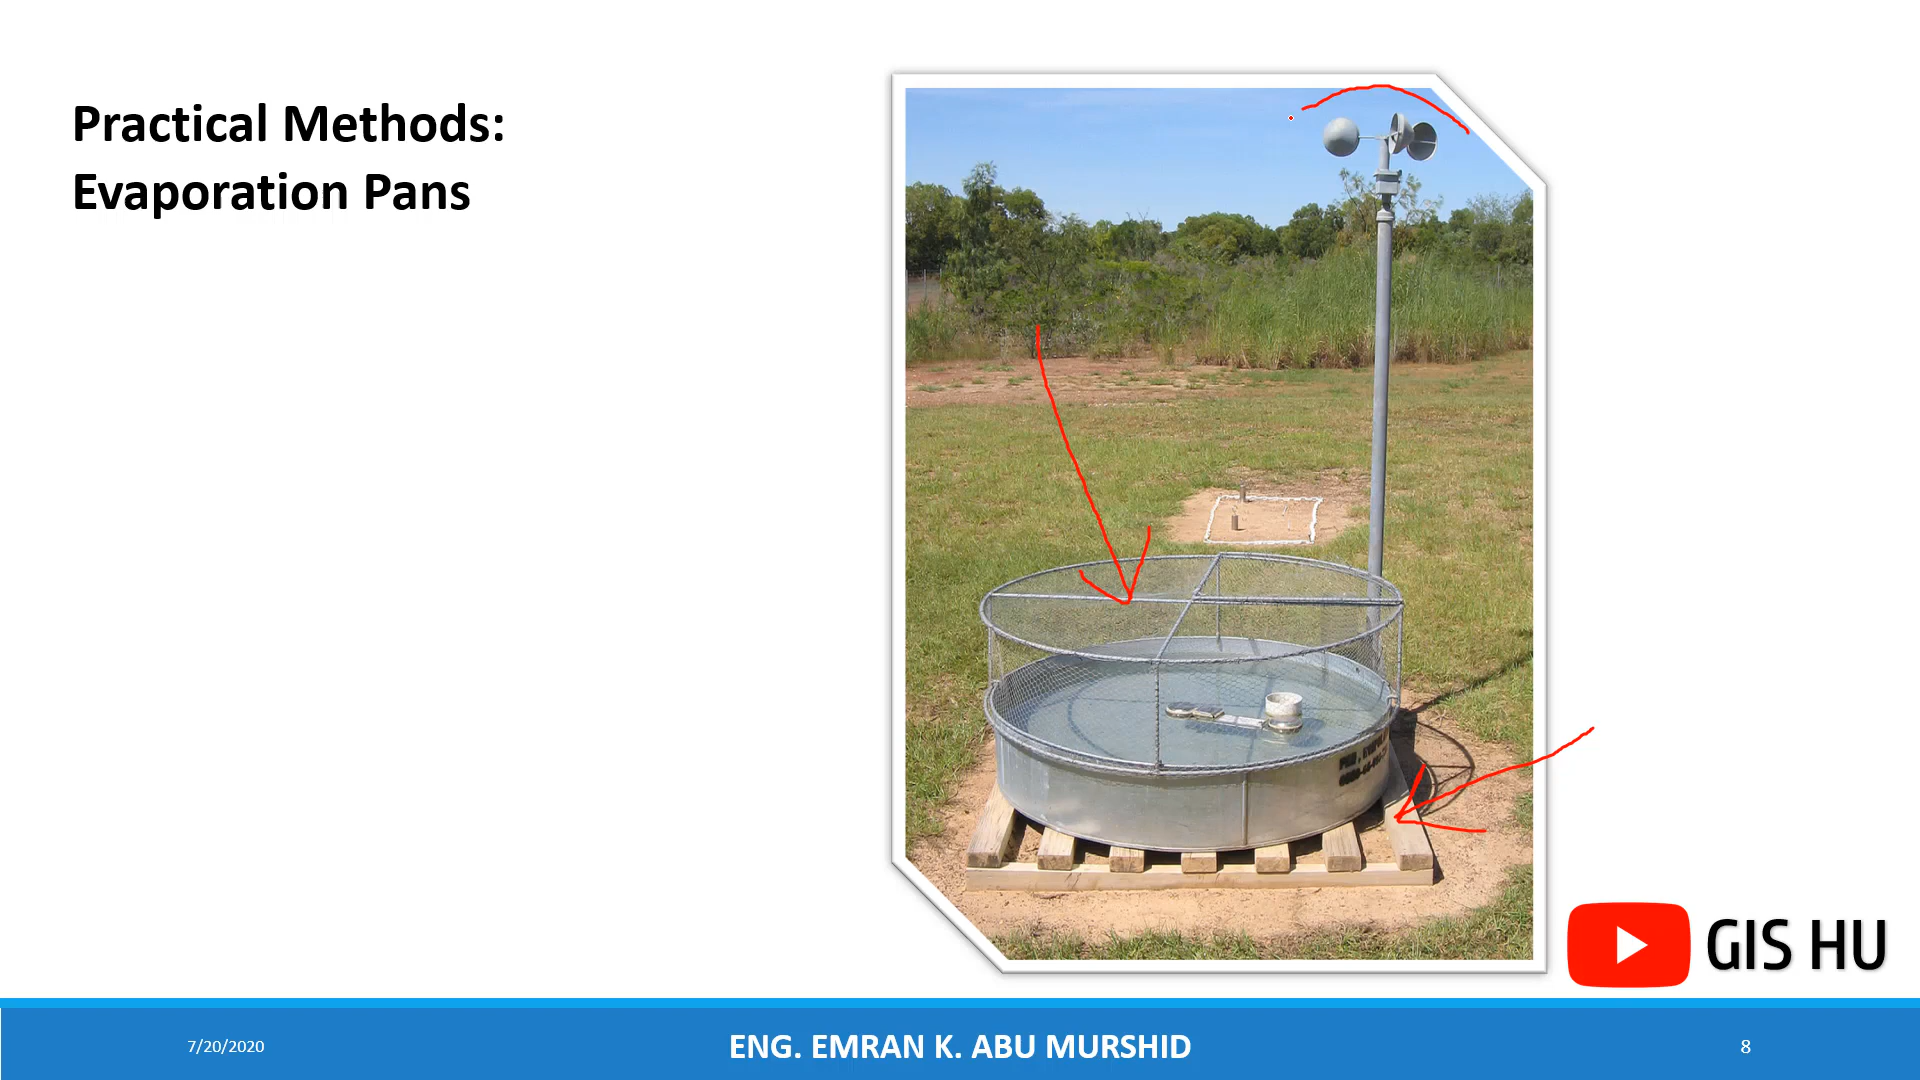 Practical Methods:
Evaporation Pans
GIS HU
7/20/2020
ENG. EMRAN K. ABU MURSHID
8